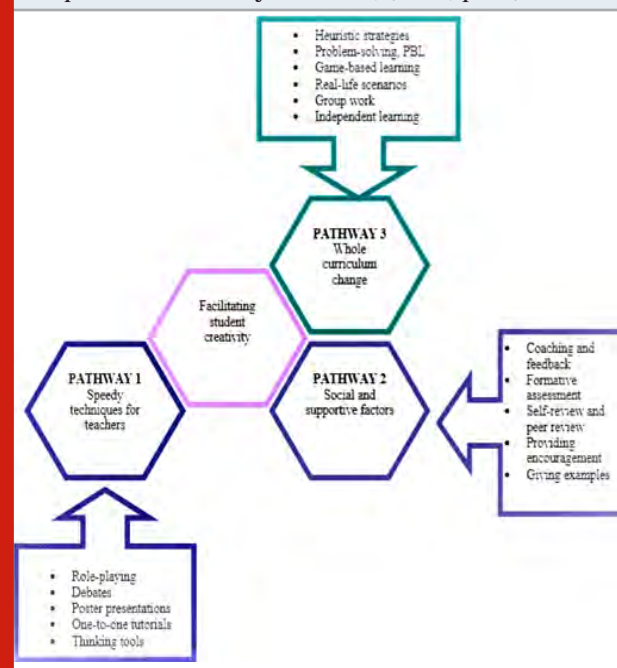 • Heuristic strategies
• Problem-solving, PBL
• Game-based learning
• Real-life scenarios
• Group work
• Independent learning
PATHWAY 3
Whole
curriculum
change
Facilitating
student
creativity
PATHWAY 1
Speedy
techniques for
teachers
PATHWAY 2
Social and
supportive factors
• Coaching and
feedback
• Formative
assessment
• Self-review and
peer review
• Providing
encouragement
• Giving examples
• Role-playing
• Debates
• Poster presentations
• One-to-one tutorials
• Thinking tools